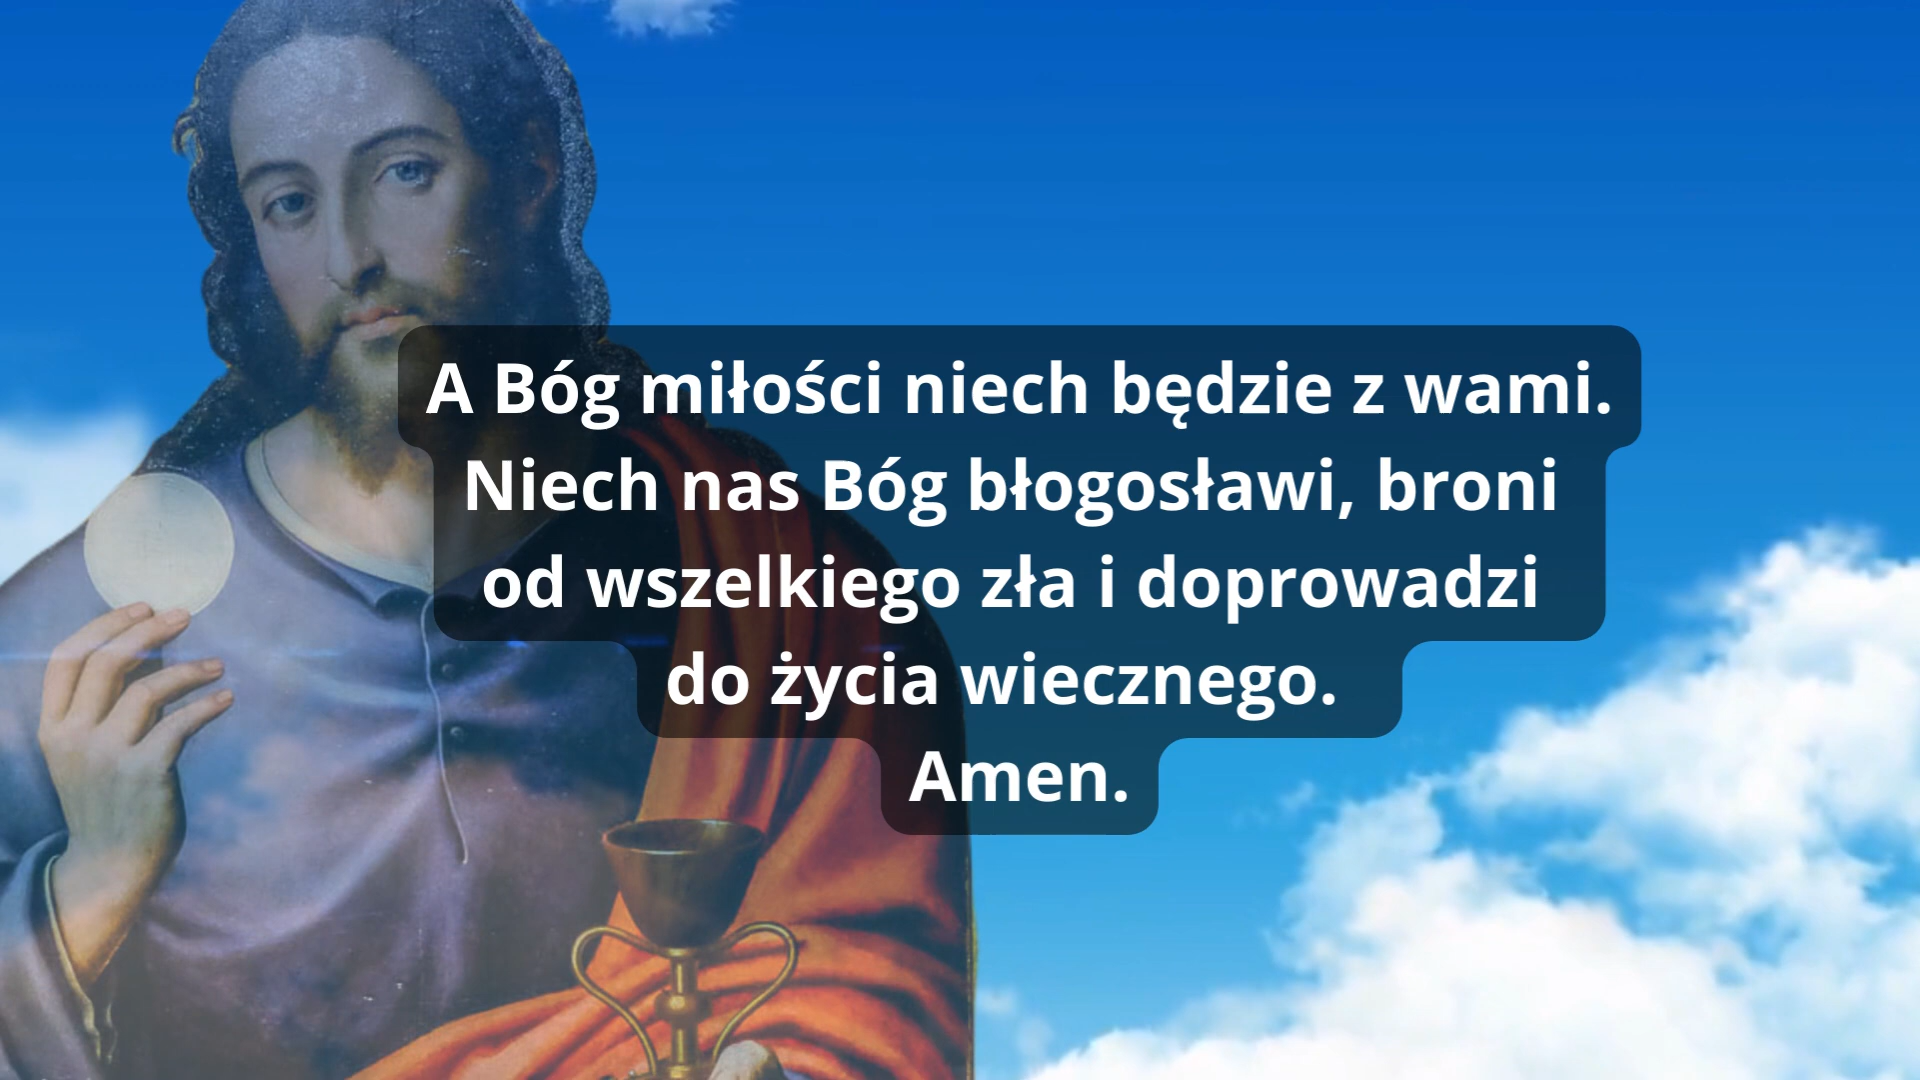 A Bóg miłości niech będzie z wami.
Niech nas Bóg błogosławi, broni
od wszelkiego zła i doprowadzi
do życia wiecznego.
Amen.